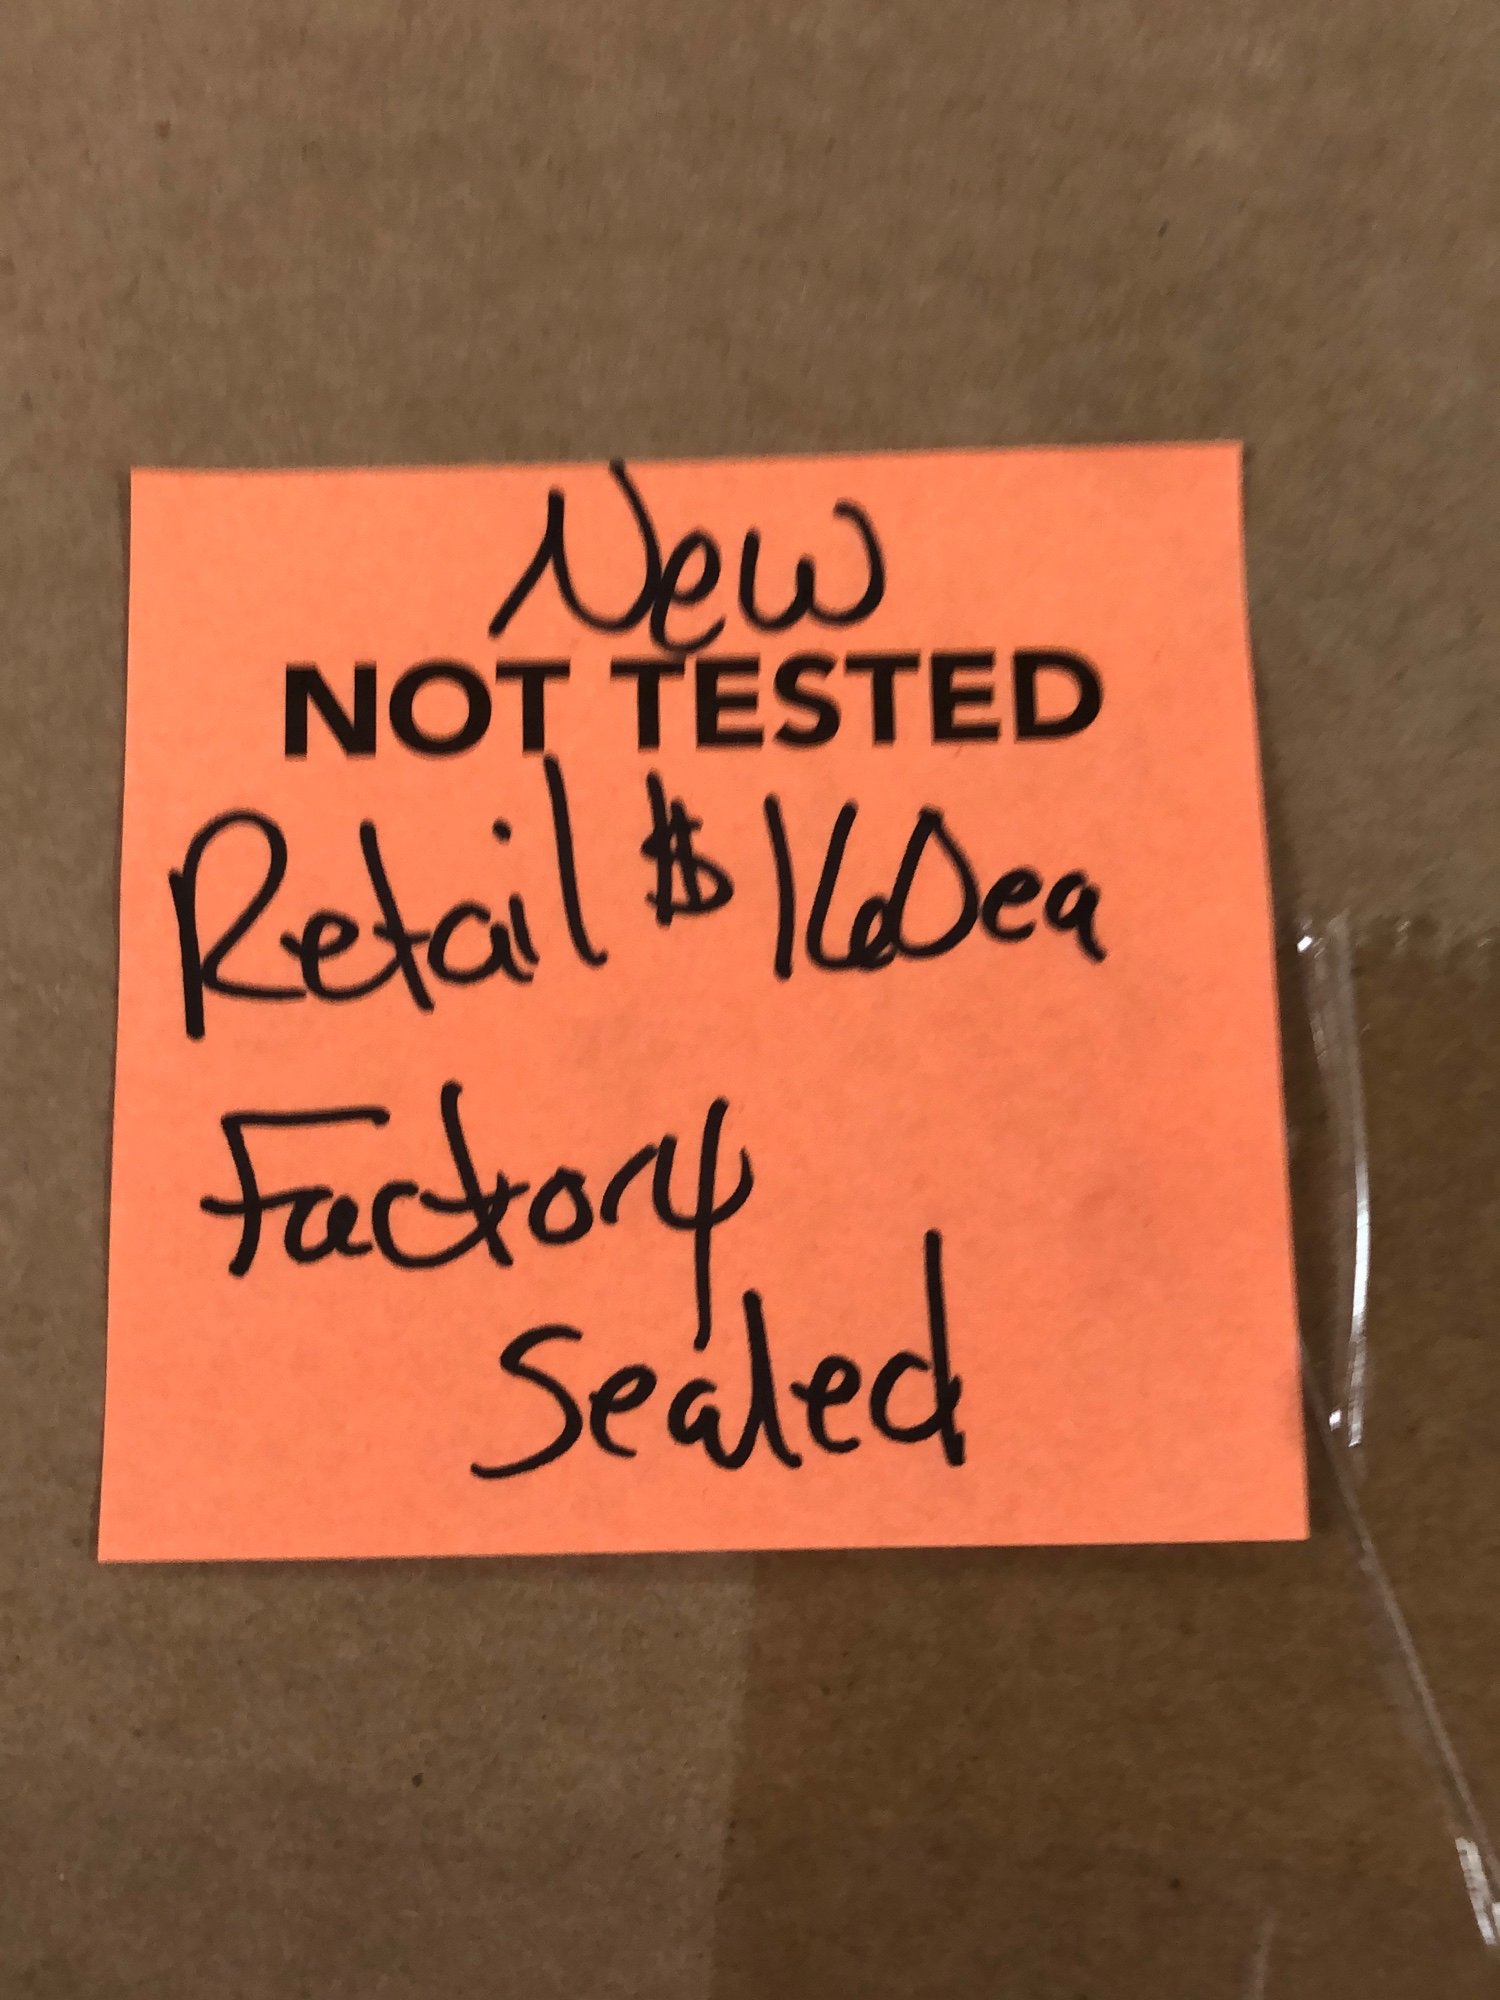 New
NOT TESTED
Retail $160ea
Factory
Sealed